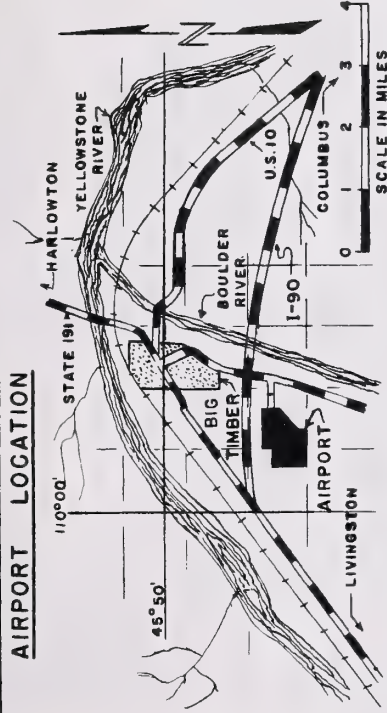 AIRPORT LOCATION
N
HARLOWTON
YELLOWSTONE
RIVER
STATE 191
110°00'
45° 50'
BIG
TIMBER
BOULDER
RIVER
U.S. 10
I-90
COLUMBUS
AIRPORT
LIVINGSTON
0 1 2 3 4
SCALE IN MILES